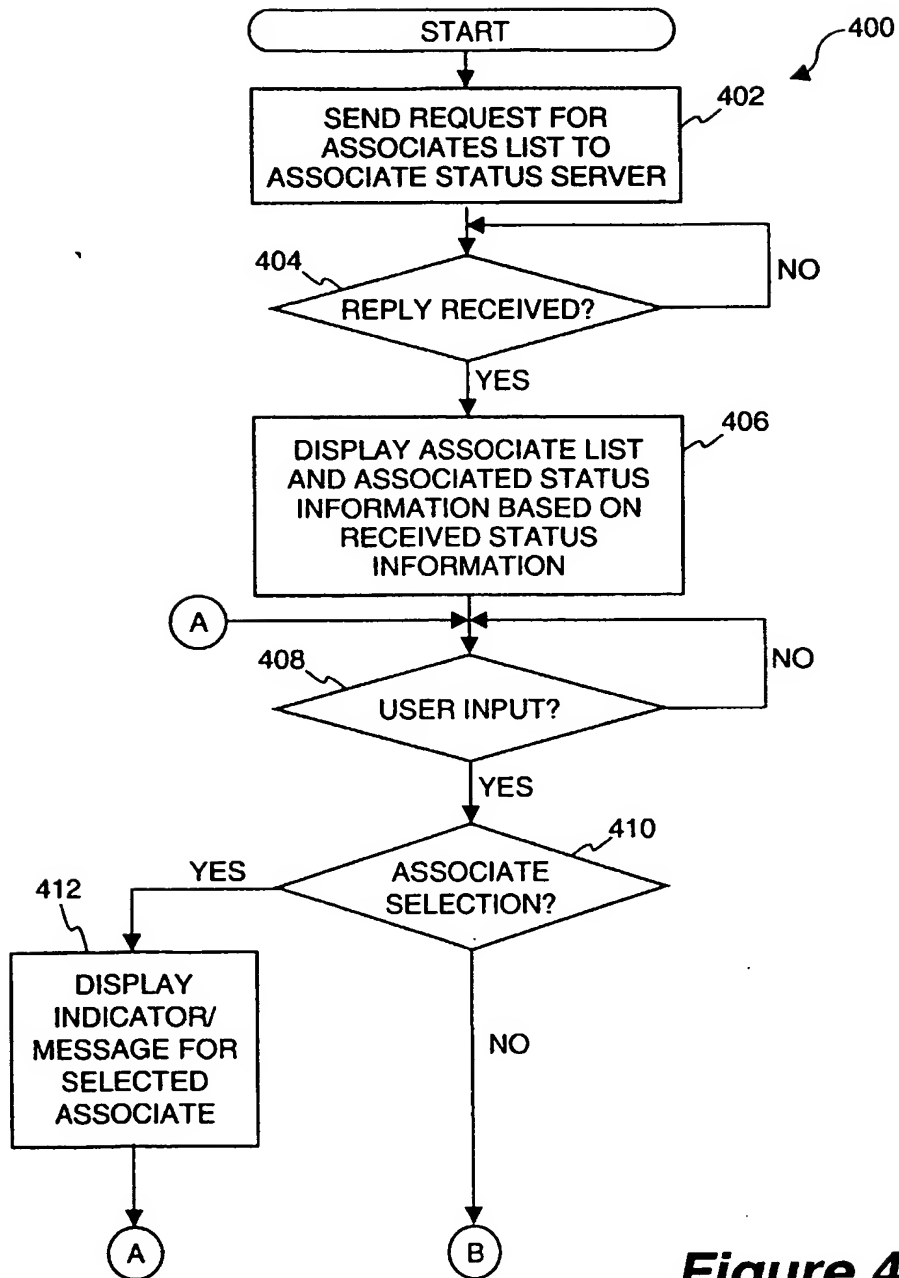 START
400
402
SEND REQUEST FOR
ASSOCIATES LIST TO
ASSOCIATE STATUS SERVER
404
NO
REPLY RECEIVED?
YES
406
DISPLAY ASSOCIATE LIST
AND ASSOCIATED STATUS
INFORMATION BASED ON
RECEIVED STATUS
INFORMATION
A
408
NO
USER INPUT?
YES
410
YES
ASSOCIATE
SELECTION?
412
DISPLAY
INDICATOR/
MESSAGE FOR
SELECTED
ASSOCIATE
NO
A
B
Figure 4